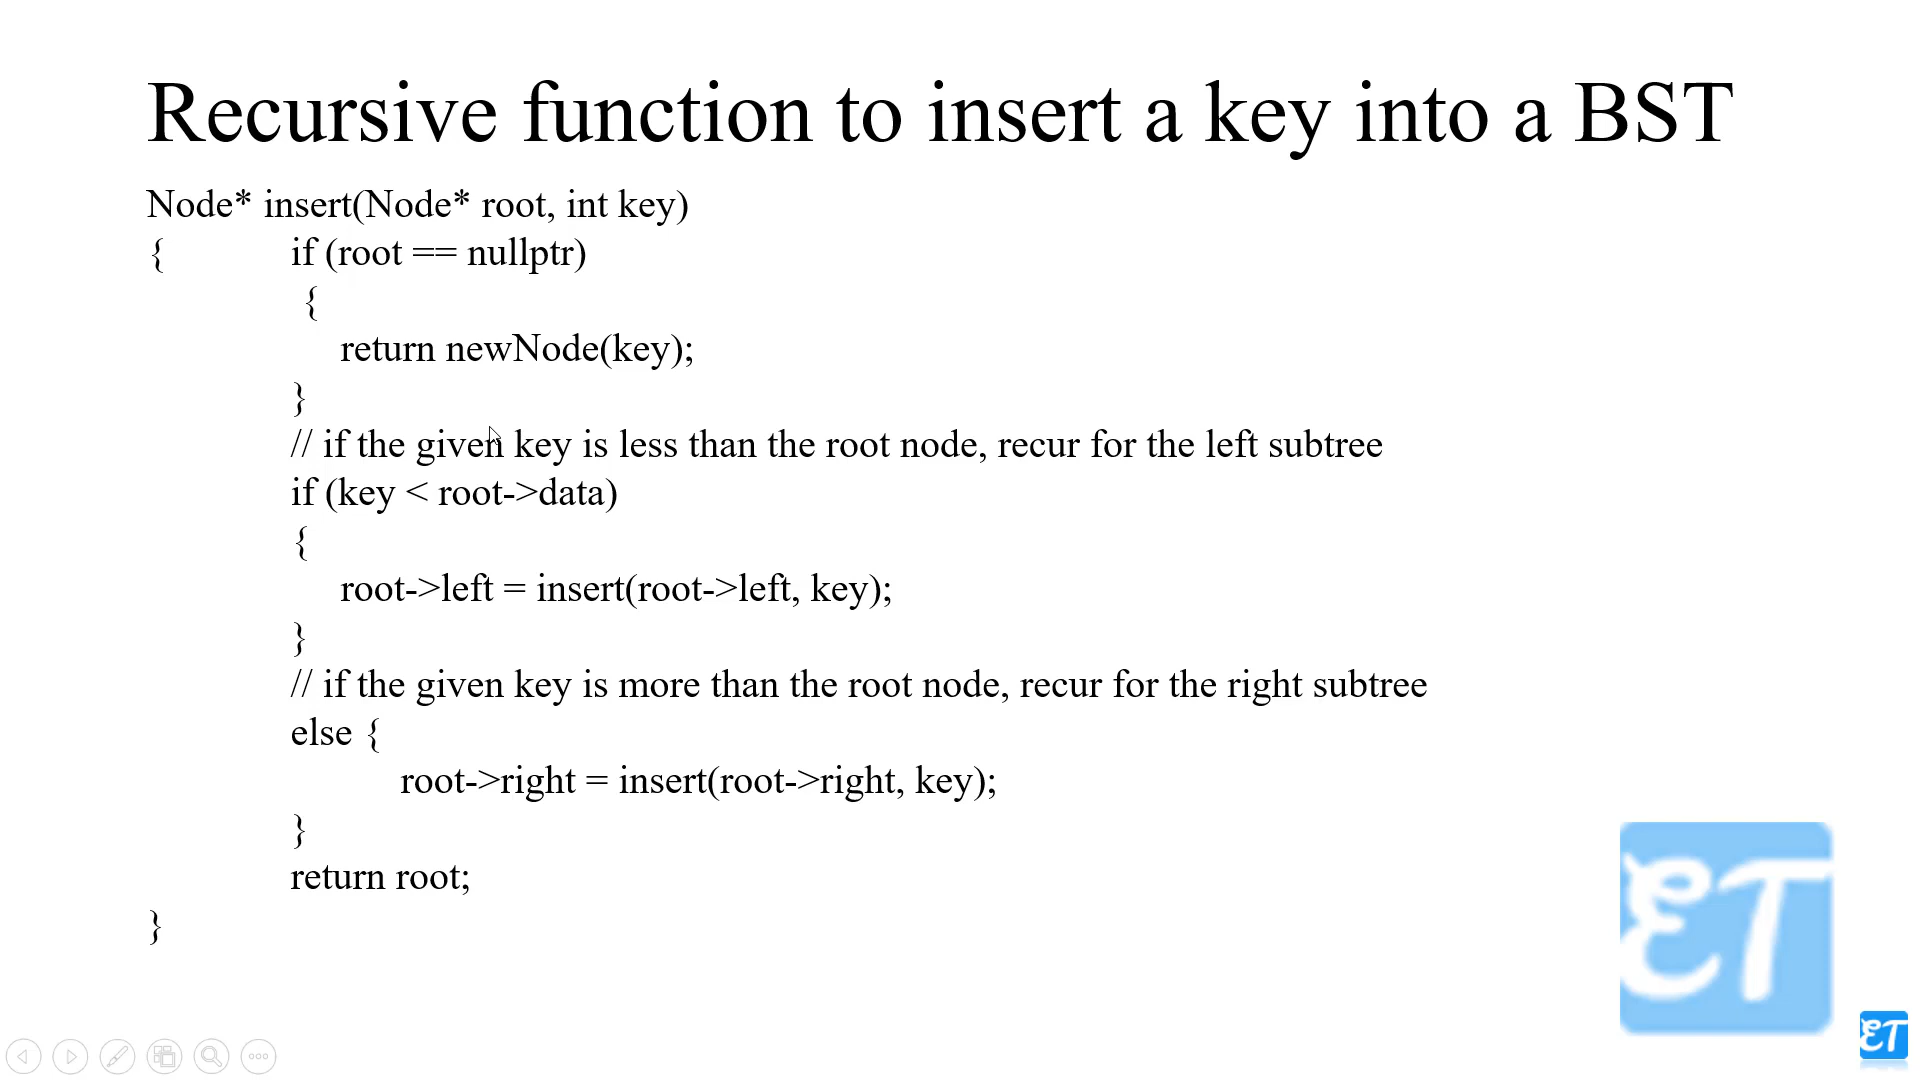 Recursive function to insert a key into a BST
Node* insert(Node* root, int key)
{ if (root == nullptr)
{
return newNode(key);
}
// if the given key is less than the root node, recur for the left subtree
if (key < root->data)
{
root->left = insert(root->left, key);
}
// if the given key is more than the root node, recur for the right subtree
else {
root->right = insert(root->right, key);
}
return root;
}
ET
ET